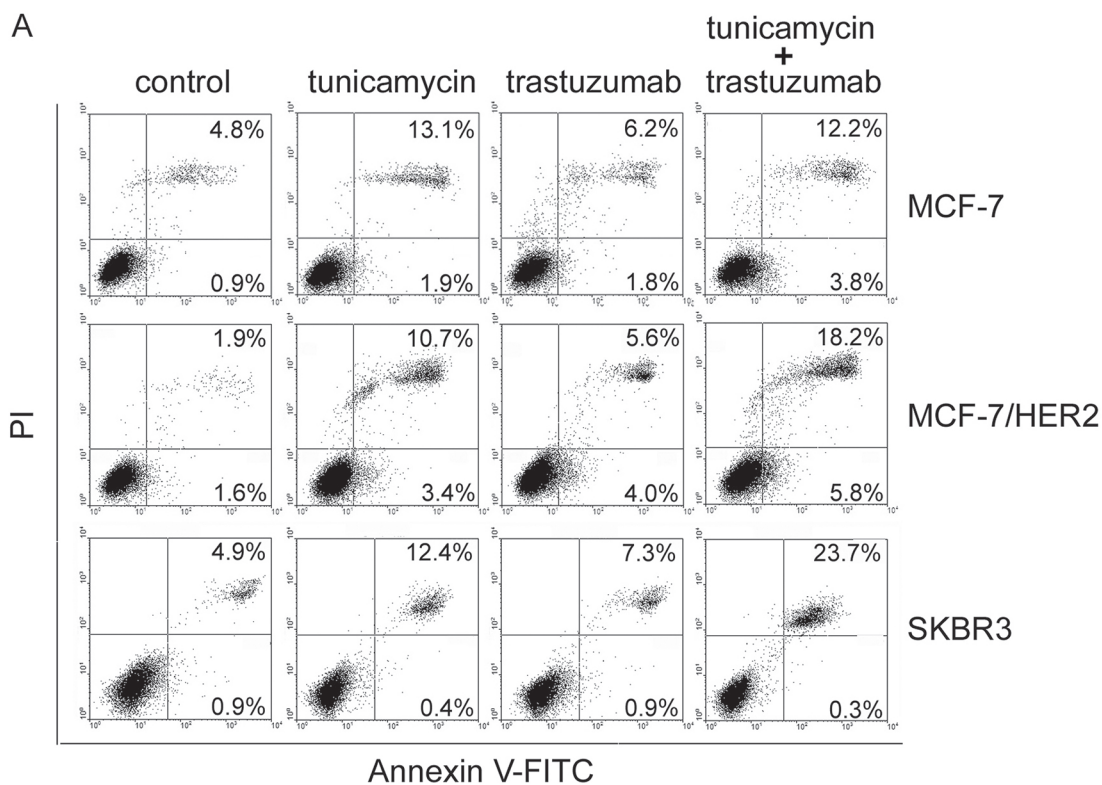 A
tunicamycin
+
control tunicamycin trastuzumab trastuzumab
4.8% 13.1% 6.2% 12.2%
MCF-7
0.9% 1.9% 1.8% 3.8%
1.9% 10.7% 5.6% 18.2%
MCF-7/HER2
PI
1.6% 3.4% 4.0% 5.8%
4.9% 12.4% 7.3% 23.7%
SKBR3
0.9% 0.4% 0.9% 0.3%
Annexin V-FITC